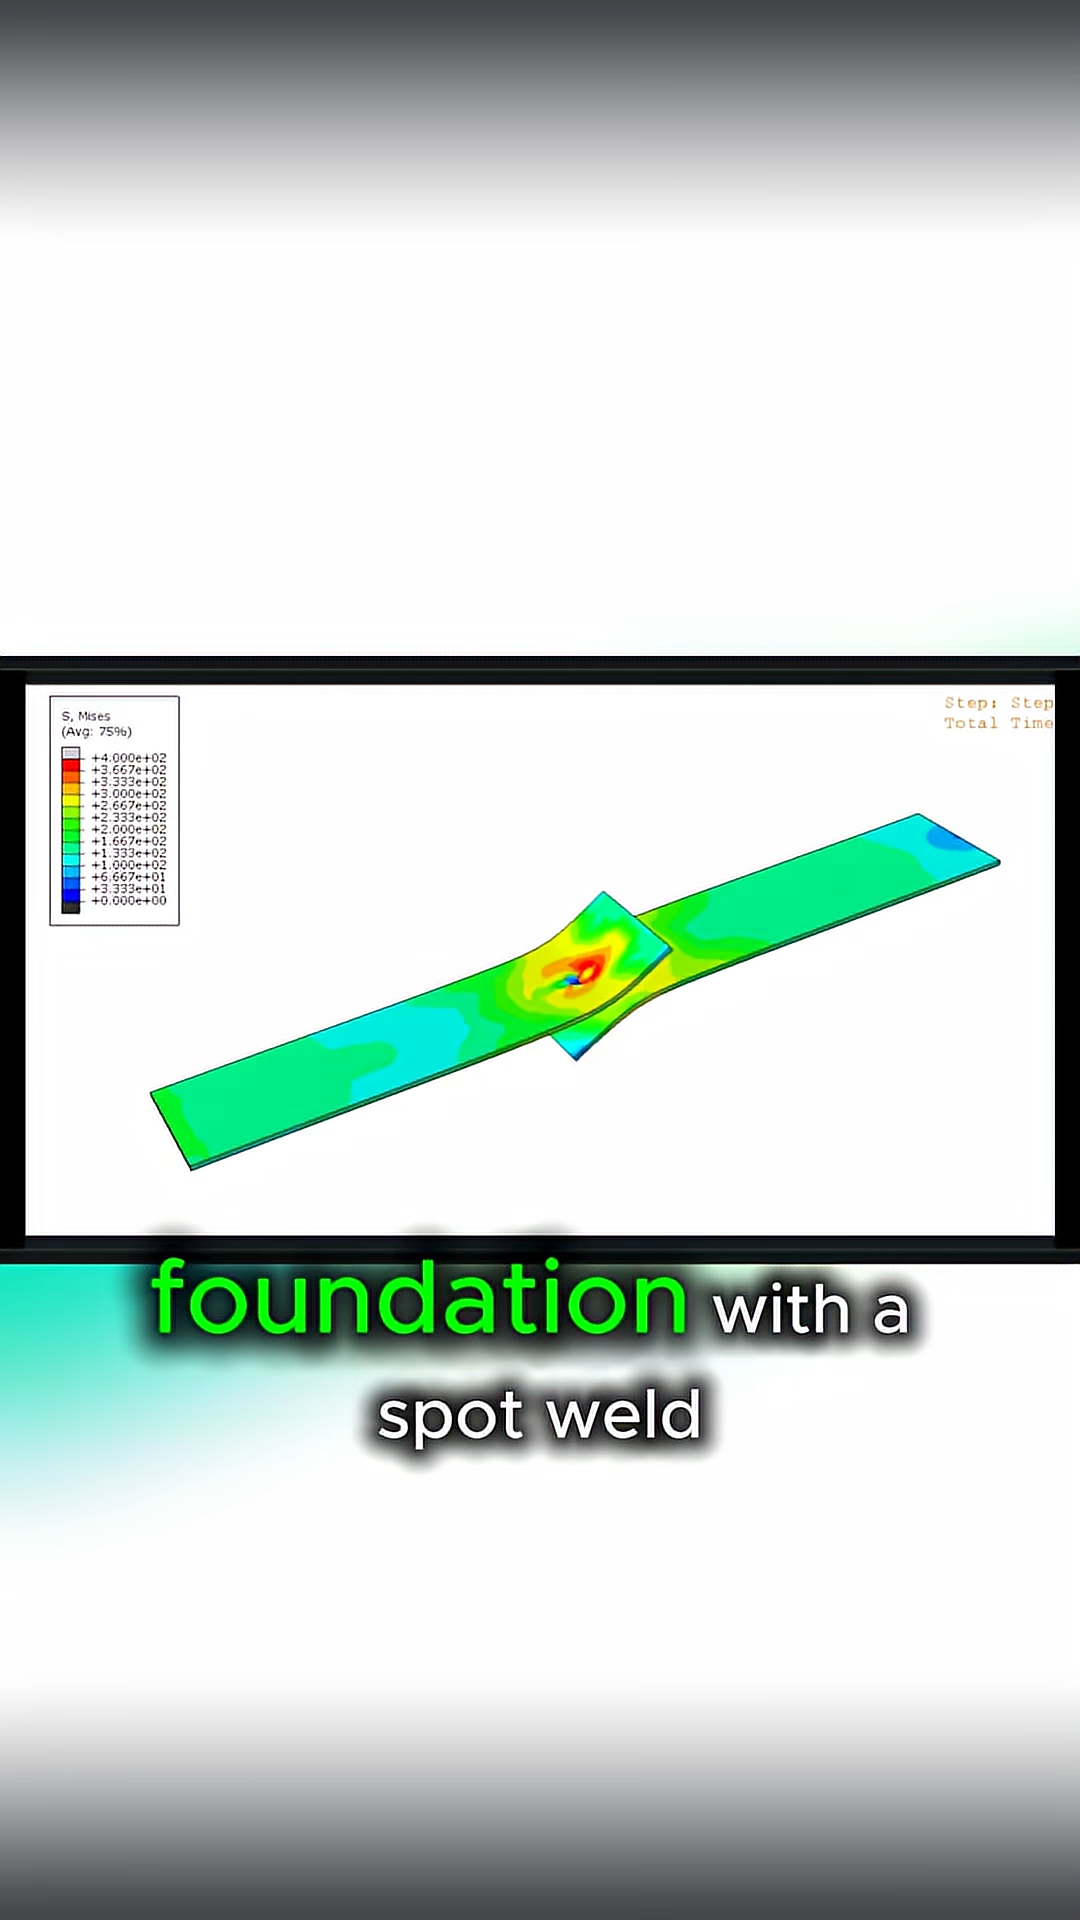 S, Mises
(Avg: 75%)
+4.000e+02
+3.667e+02
+3.333e+02
+3.000e+02
+2.667e+02
+2.333e+02
+2.000e+02
+1.667e+02
+1.333e+02
+1.000e+02
+6.667e+01
+3.333e+01
+0.000e+00
Step: Step
Total Time
foundation with a
spot weld